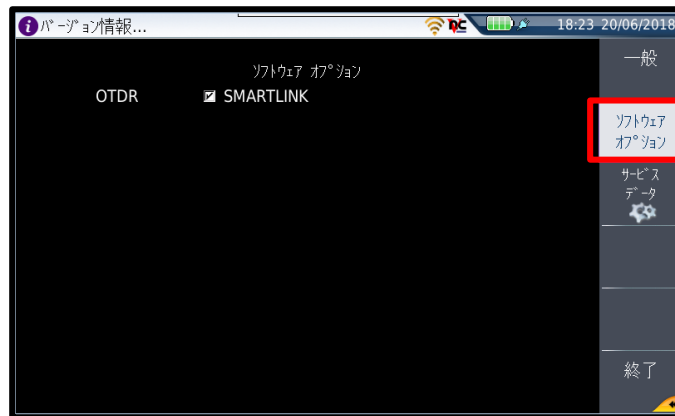 バージョン情報...
18:23 20/06/2018
ソフトウェア オプション
OTDR SMARTLINK
一般
ソフトウェア
オプション
サービス
データ
終了